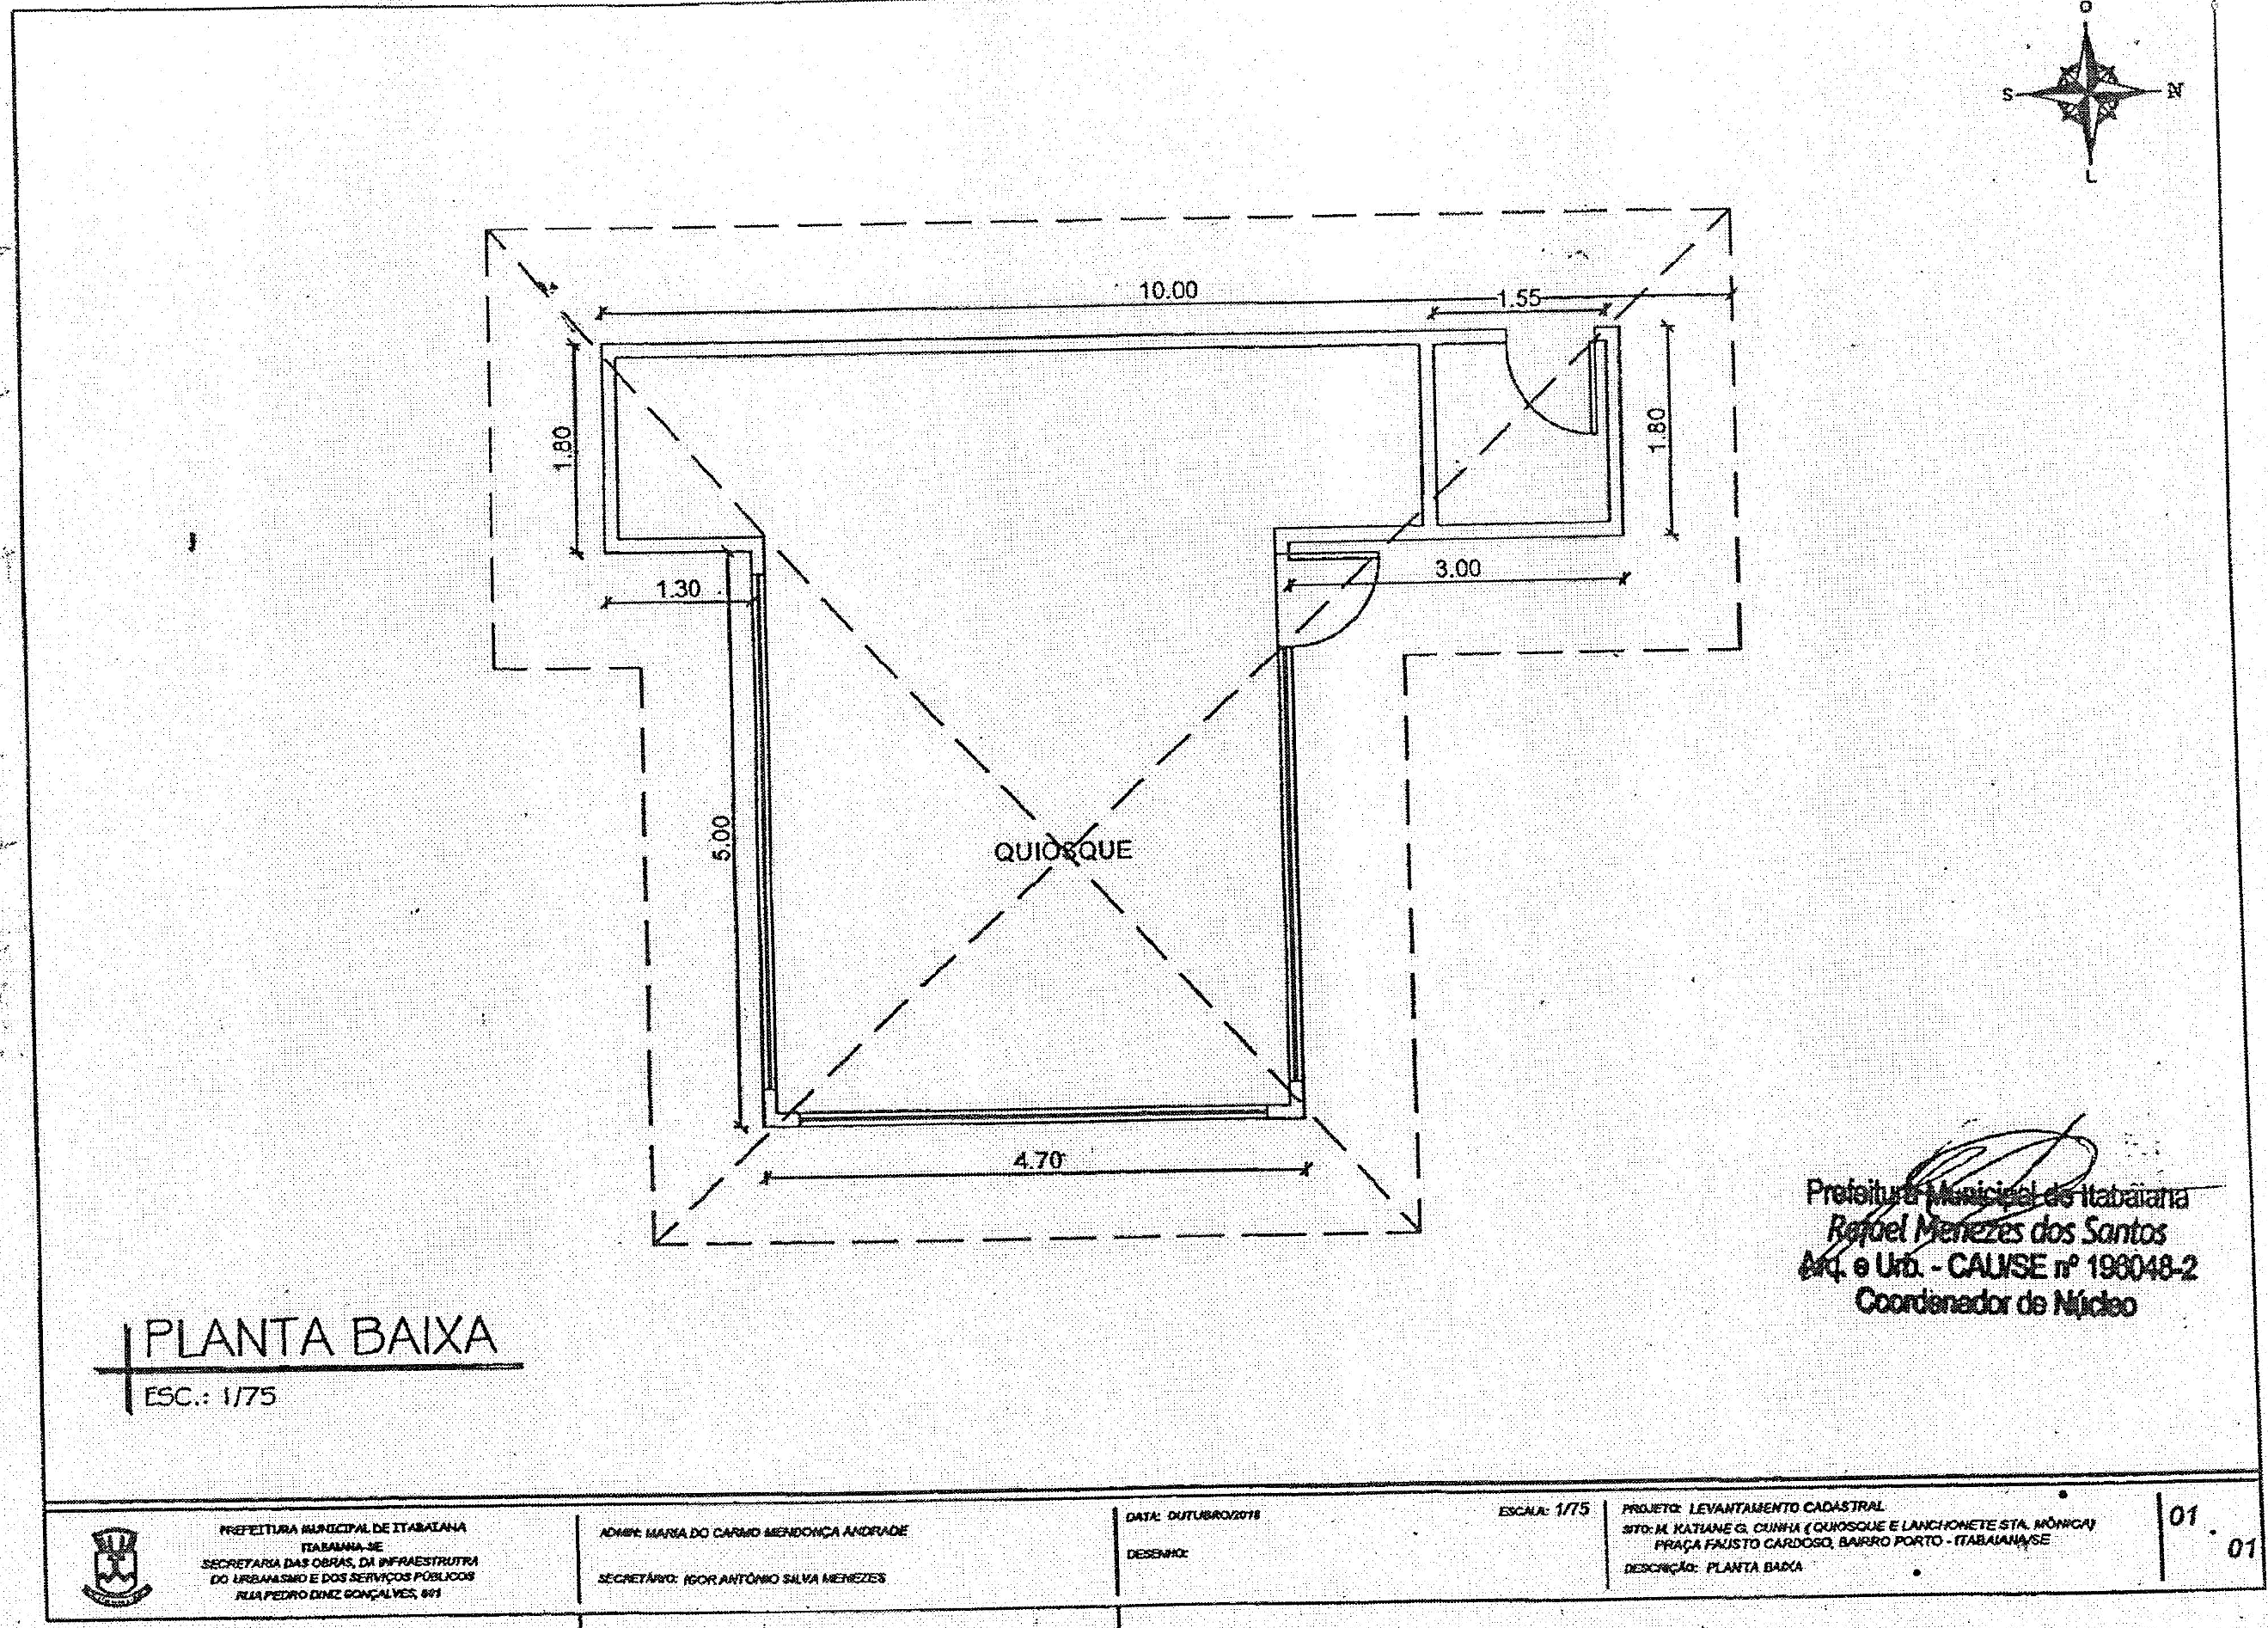 O
S
N
L
10.00
1.55
1.80
1.80
1.30
3.00
5.00
QUIOSQUE
4.70
Prefeitura Municipal de Itabaiana
Rafael Menezes dos Santos
Arq. e Urb. - CAU/SE nº 196048-2
Coordenador de Núcleo
PLANTA BAIXA
ESC.: 1/75
PREFEITURA MUNICIPAL DE ITABAIANA
ITABAIANA-SE
SECRETARIA DAS OBRAS, DA INFRAESTRUTRA
DO URBANISMO E DOS SERVIÇOS PÚBLICOS
RUA PEDRO DINIZ GONÇALVES, 801
ADMIN: MARIA DO CARMO MENDONÇA ANDRADE
SECRETÁRIO: IGOR ANTÔNIO SILVA MENEZES
DATA: OUTUBRO/2018
ESCALA: 1/75
DESENHO:
PROJETO: LEVANTAMENTO CADASTRAL
SITO: M. KATIANE G. CUNHA ( QUIOSQUE E LANCHONETE STA. MÔNICA)
PRAÇA FAUSTO CARDOSO, BAIRRO PORTO - ITABAIANA/SE
DESCRIÇÃO: PLANTA BAIXA
01
01